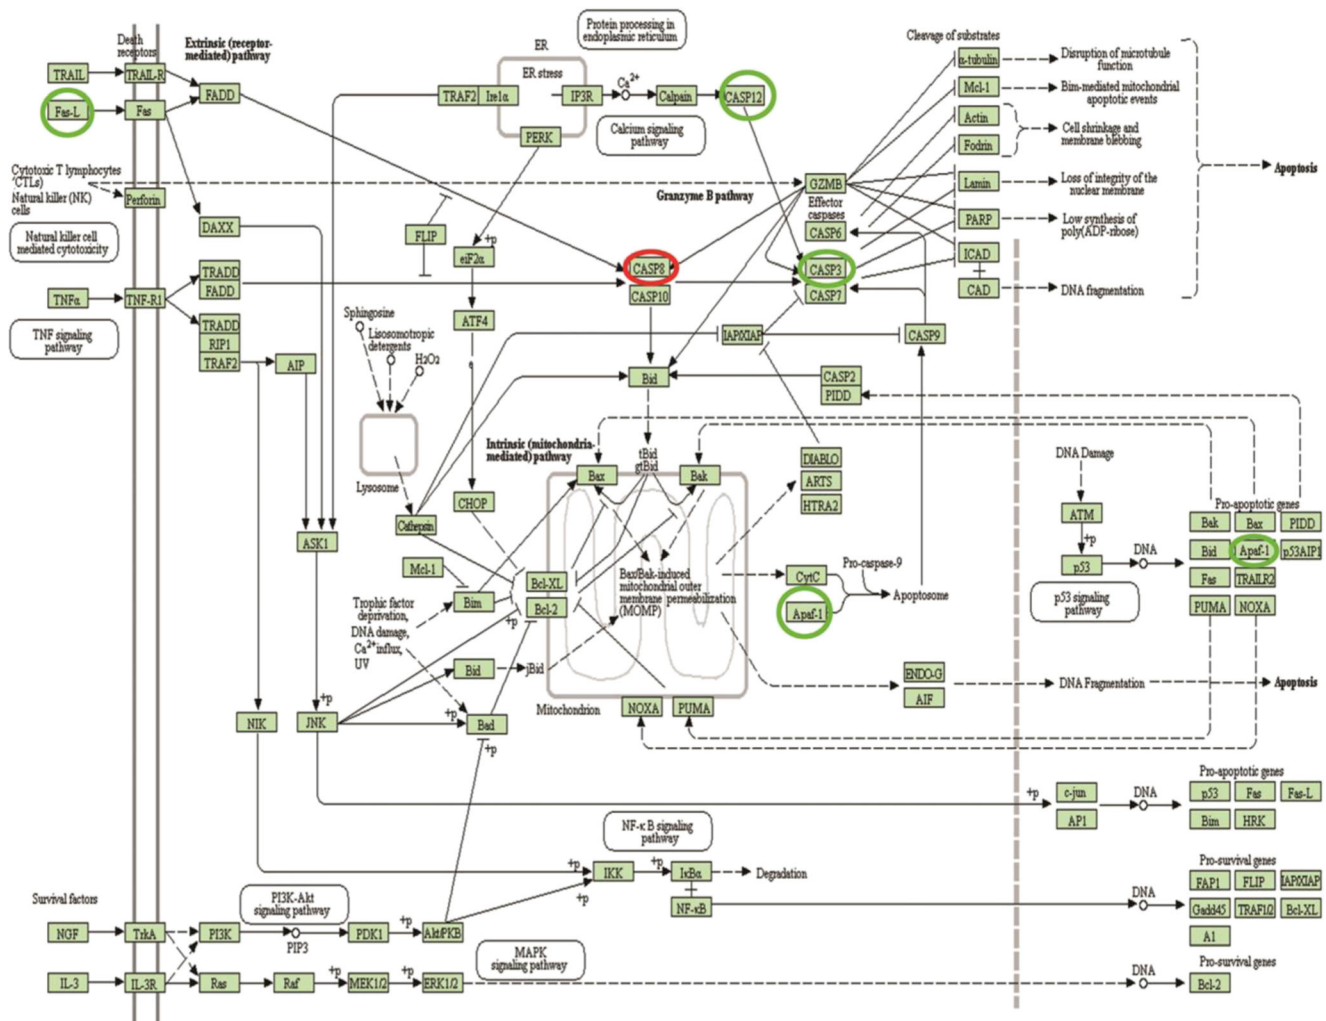 Protein processing in
endoplasmic reticulum
Death
receptors
Extrinsic (receptor-
mediated) pathway
ER
ER stress
Cleavage of substrates
TRAIL
TRAIL-R
FADD
TRAF2
Ire1α
IP3R
Ca2+
Calpain
CASP12
α-tubulin
Disruption of microtubule
function
Mcl-1
Bim-mediated mitochondrial
apoptotic events
Fas-L
Fas
PERK
Calcium signaling
pathway
Actin
Fodrin
Cell shrinkage and
membrane blebbing
Cytotoxic T lymphocytes
(CTLs)
Natural killer (NK)
cells
Perforin
Granzyme B pathway
GZMB
Lamin
Loss of integrity of the
nuclear membrane
Apoptosis
Effector
caspases
PARP
Low synthesis of
poly(ADP-ribose)
Natural killer cell
mediated cytotoxicity
DAXX
FLIP
+p
eiF2α
CASP6
ICAD
TRADD
FADD
CASP8
CASP10
CASP3
CASP7
CAD
DNA fragmentation
TNFα
TNF-R1
TNF signaling
pathway
TRADD
RIP1
TRAF2
AIP
Sphingosine
Lisosomotropic
detergents
H2O2
ATF4
IAP/XIAP
CASP9
Bid
CASP2
PIDD
Intrinsic (mitochondria-
mediated) pathway
tBid
gtBid
Bax
Bak
DIABLO
ARTS
HTRA2
DNA Damage
Lysosome
CHOP
Cathepsin
ATM
+p
p53
DNA
p53 signaling
pathway
Pro-apoptotic genes
Bak
Bax
PIDD
Bid
Apaf-1
p53AIP1
Fas
TRAILR2
PUMA
NOXA
ASK1
Mcl-1
Bcl-XL
Bcl-2
+p
Bim
Bax/Bak-induced
mitochondrial outer
membrane permeabilization
(MOMP)
CytC
Apaf-1
Pro-caspase-9
Apoptosome
Trophic factor
deprivation,
DNA damage,
Ca2+ influx,
UV
Bid
jBid
ENDO-G
AIF
DNA Fragmentation
Apoptosis
NIK
+p
JNK
+p
Bad
+p
Mitochondrion
NOXA
PUMA
+p
c-jun
AP1
DNA
Pro-apoptotic genes
p53
Fas
Fas-L
Bim
HRK
NF-κB signaling
pathway
+p
IKK
+p
+p
IκBα
Degradation
NF-κB
DNA
Pro-survival genes
FAP1
FLIP
IAP/XIAP
Gadd45
TRAF1/2
Bcl-XL
A1
Survival factors
PI3K-Akt
signaling pathway
NGF
TrkA
PI3K
PIP3
+p
PDK1
+p
Akt/PKB
MAPK
signaling pathway
IL-3
IL-3R
Ras
Raf
+p
MEK1/2
+p
ERK1/2
DNA
Pro-survival genes
Bcl-2